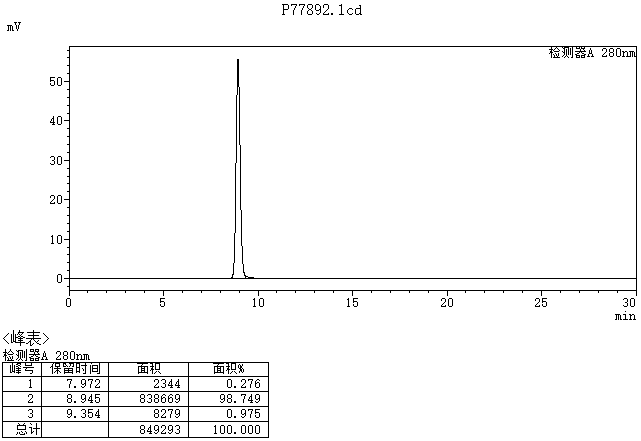 P77892.lcd
mV
检测器A 280nm
50
40
30
20
10
0
0 5 10 15 20 25 30
min
<峰表>
检测器A 280nm
峰号 保留时间 面积 面积%
1 7.972 2344 0.276
2 8.945 838669 98.749
3 9.354 8279 0.975
总计 849293 100.000